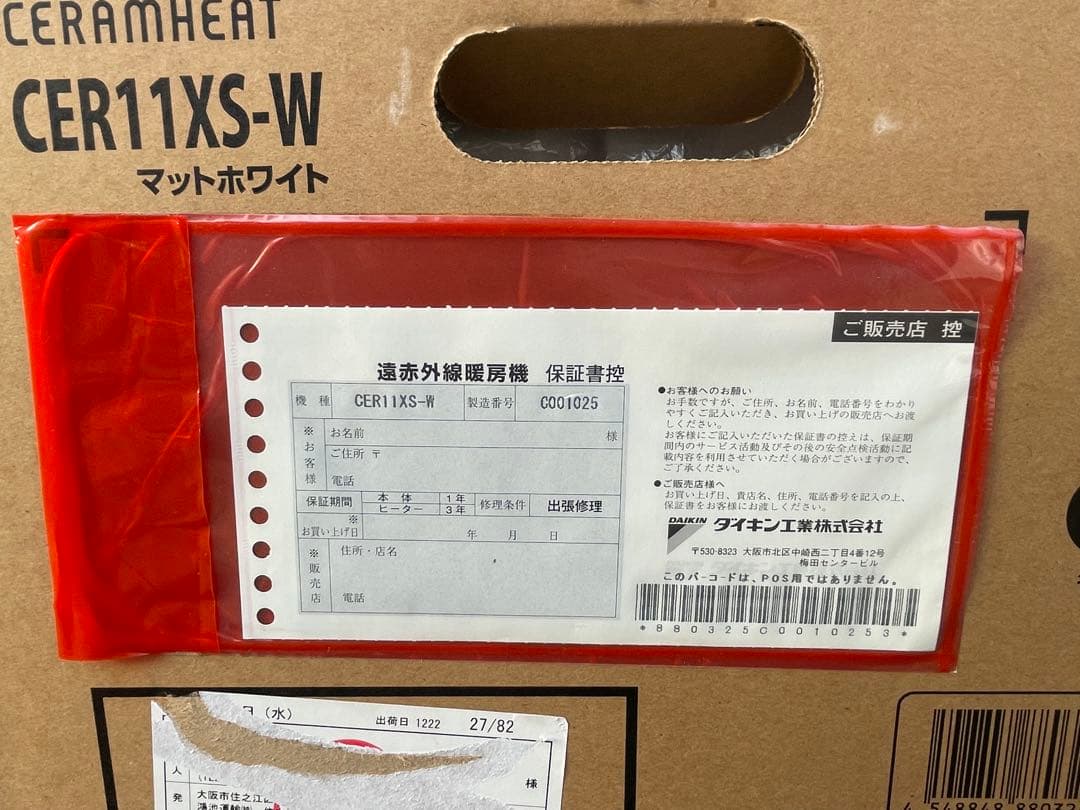 CERAMHEAT
CER11XS-W
マットホワイト
ご販売店 控
遠赤外線暖房機 保証書控
機種 CER11XS-W 製造番号 C001025
※お客様
お名前 様
ご住所 〒
電話
保証期間 本体 1年 ヒーター 3年 修理条件 出張修理
※お買い上げ日 年 月 日
※販売店
住所・店名
電話
●お客様へのお願い
お手数ですが、ご住所、お名前、電話番号をわかり
やすくご記入いただき、お買い上げの販売店へお渡
しください。
お客様にご記入いただいた保証書の控えは、保証期
間内のサービス活動及びその後の安全点検活動に記
載内容を利用させていただく場合がございますので、
ご了承ください。
●ご販売店様へ
お買い上げ日、貴店名、住所、電話番号を記入の上、
保証書をお客様にお渡しください。
DAIKIN ダイキン工業株式会社
〒530-8323 大阪市北区中崎西二丁目4番12号
梅田センタービル
このバーコードは、POS用ではありません。
*880325C0010253*
(水) 出荷日 1222 27/82
人 様
発 大阪市住之江
鴻池運輸㈱